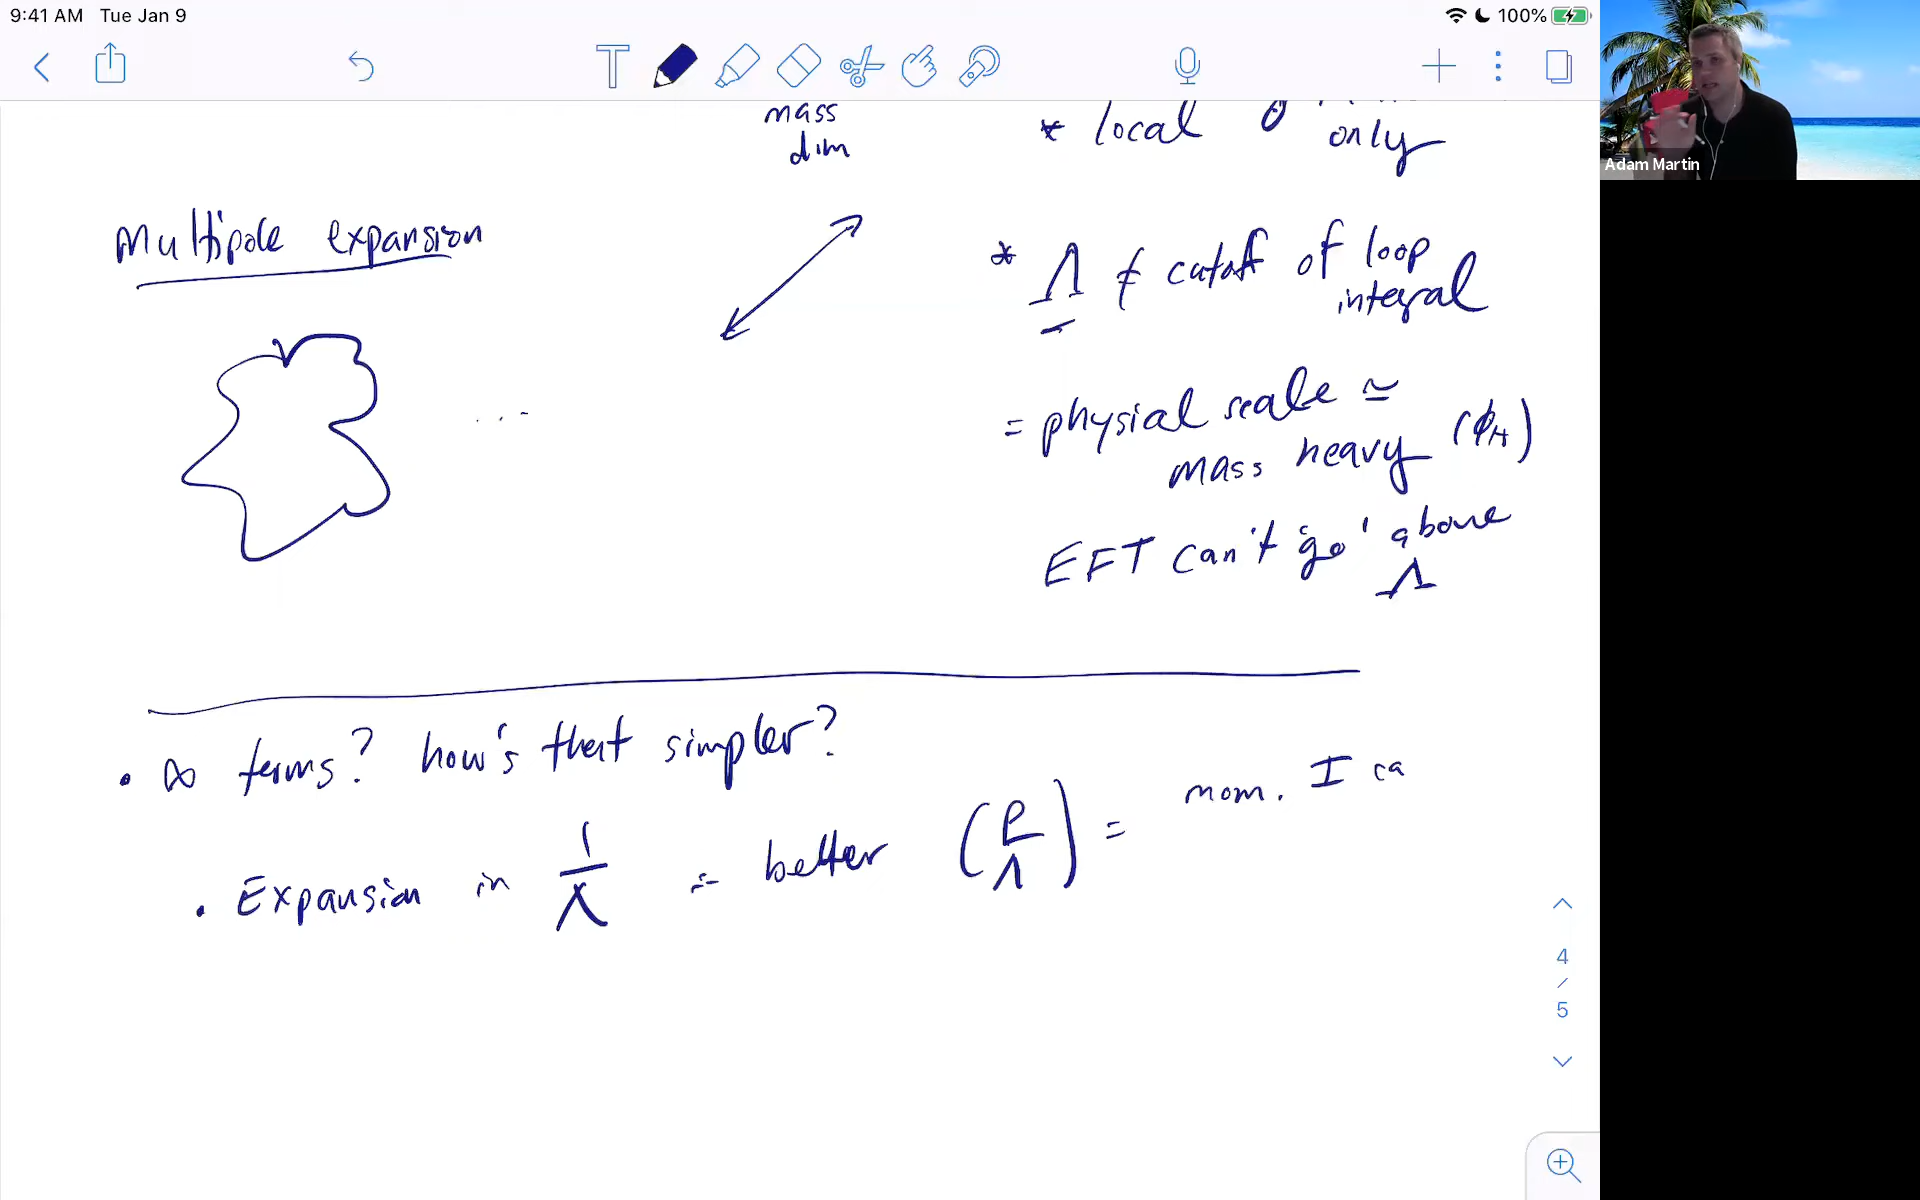 9:41 AM Tue Jan 9
100%
Adam Martin
mass
dim
* local
only
Multipole expansion
* Λ ≠ cutoff of loop
integral
= physial scale ≃
mass heavy (ϕH)
EFT can't 'go' above
Λ
• ∞ terms? how's that simpler?
• Expansion in 1/Λ = better (p/Λ) = mom. I ca
4
/
5